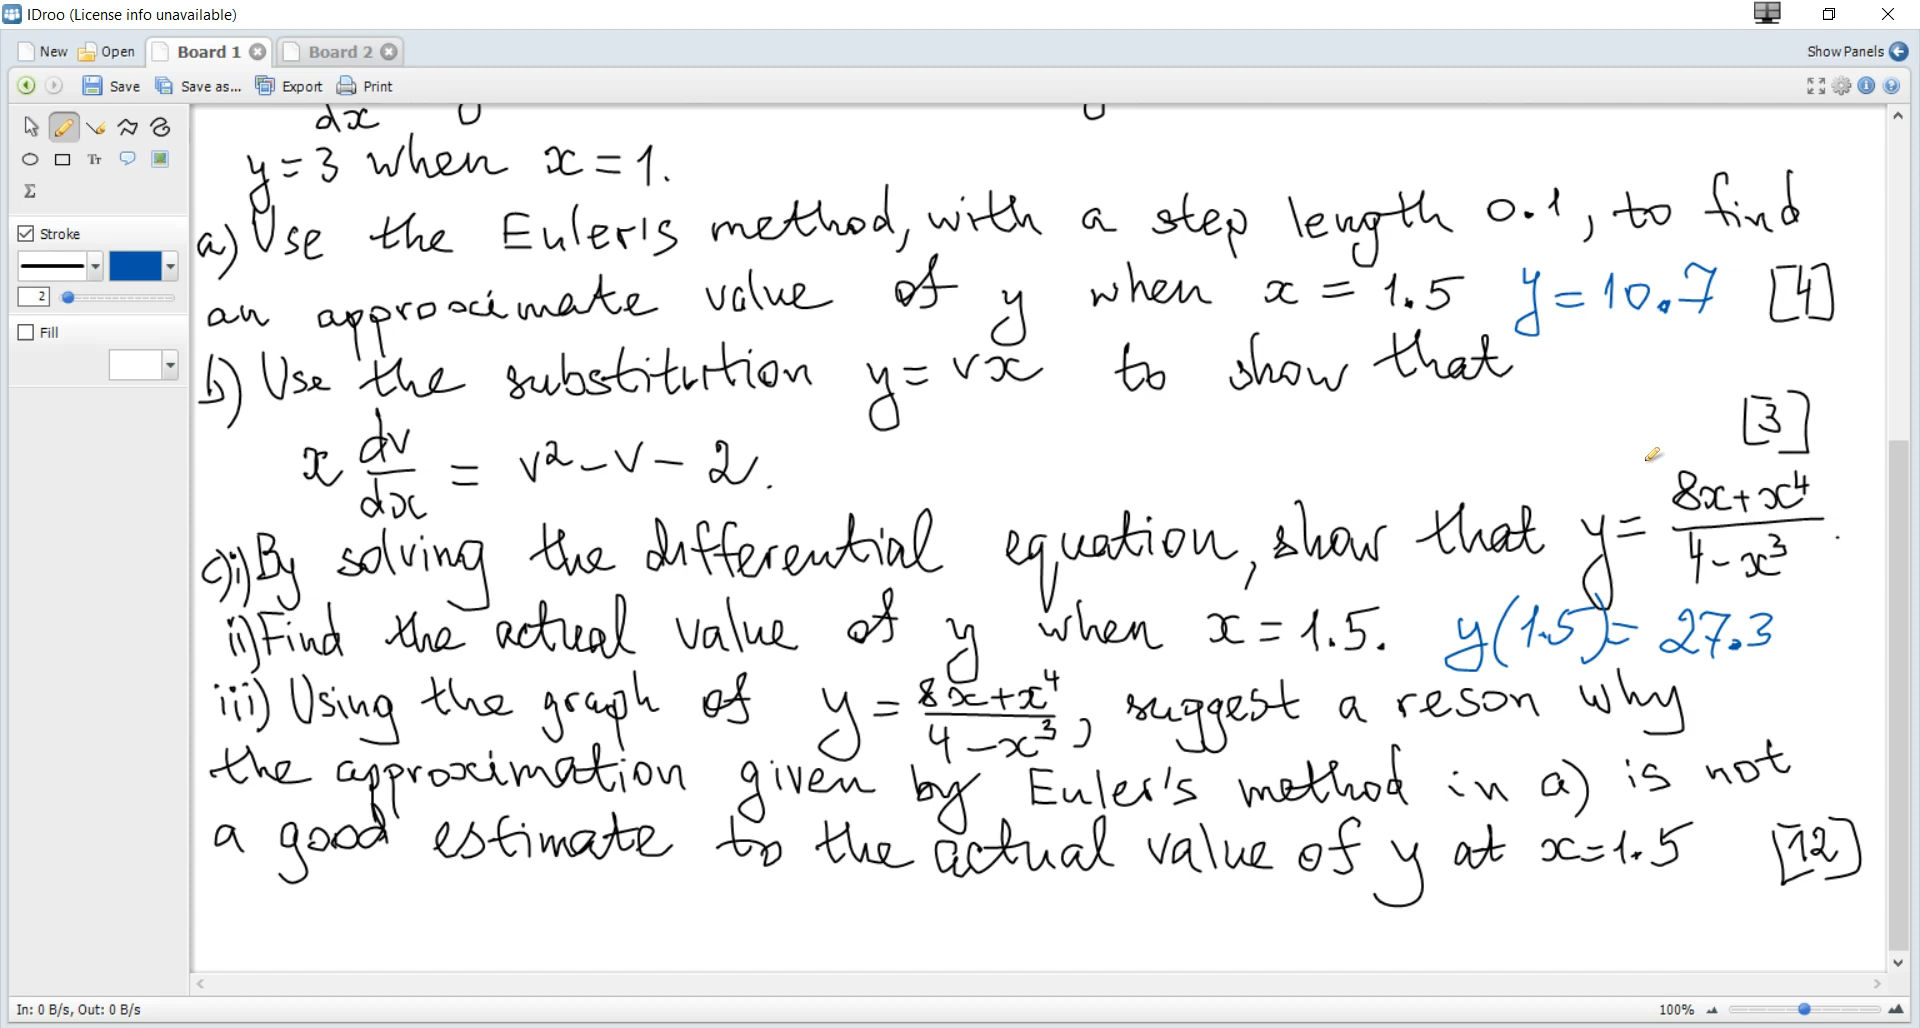 IDroo (License info unavailable)
New Open Board 1 Board 2 Show Panels
Save Save as... Export Print
Tт
Σ
Stroke
2
Fill
dx
y = 3 when x = 1.
a) Use the Euler's method, with a step length 0.1, to find
an approximate value of y when x = 1.5 y = 10.7 [4]
b) Use the substitution y = vx to show that
x dv/dx = v² - v - 2. [3]
c) i) By solving the differential equation, show that y = (8x+x⁴)/(4-x³).
ii) Find the actual value of y when x = 1.5. y(1.5) = 27.3
iii) Using the graph of y = (8x+x⁴)/(4-x³), suggest a reson why
the approximation given by Euler's method in a) is not
a good estimate to the actual value of y at x=1.5 [12]
In: 0 B/s, Out: 0 B/s 100%